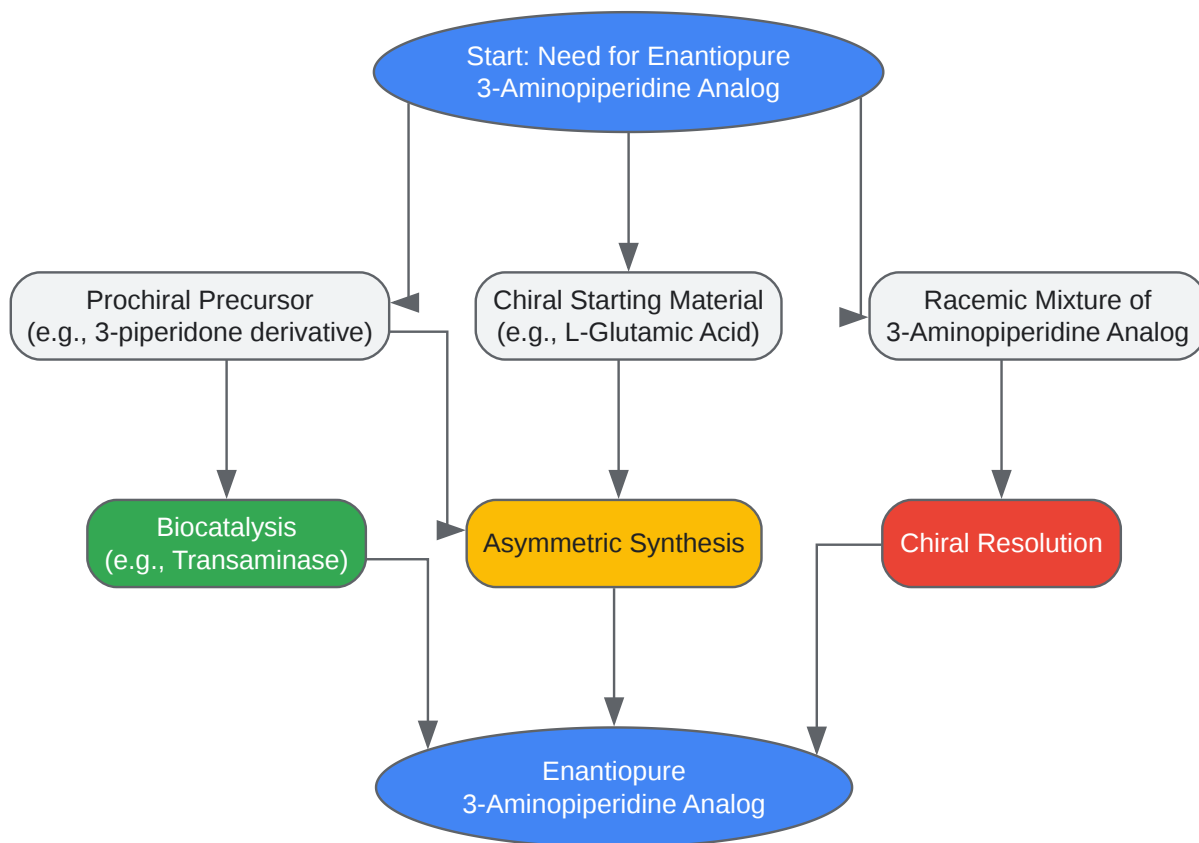 Start: Need for Enantiopure
3-Aminopiperidine Analog
Prochiral Precursor
(e.g., 3-piperidone derivative)
Chiral Starting Material
(e.g., L-Glutamic Acid)
Racemic Mixture of
3-Aminopiperidine Analog
Biocatalysis
(e.g., Transaminase)
Asymmetric Synthesis
Chiral Resolution
Enantiopure
3-Aminopiperidine Analog